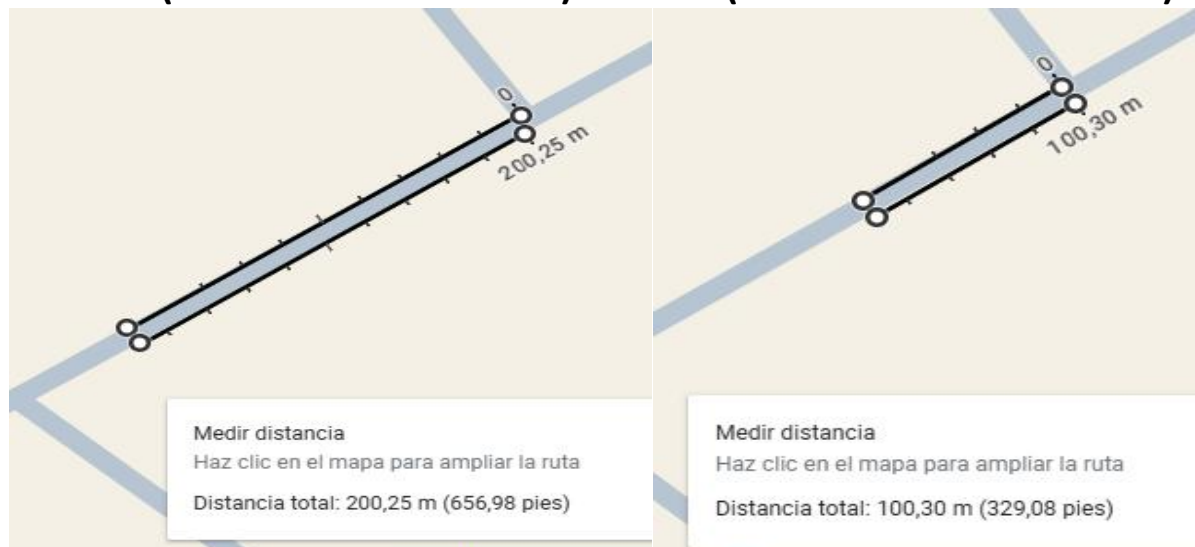 0
200,25 m
1
Medir distancia
Haz clic en el mapa para ampliar la ruta
Distancia total: 200,25 m (656,98 pies)
0
100,30 m
Medir distancia
Haz clic en el mapa para ampliar la ruta
Distancia total: 100,30 m (329,08 pies)